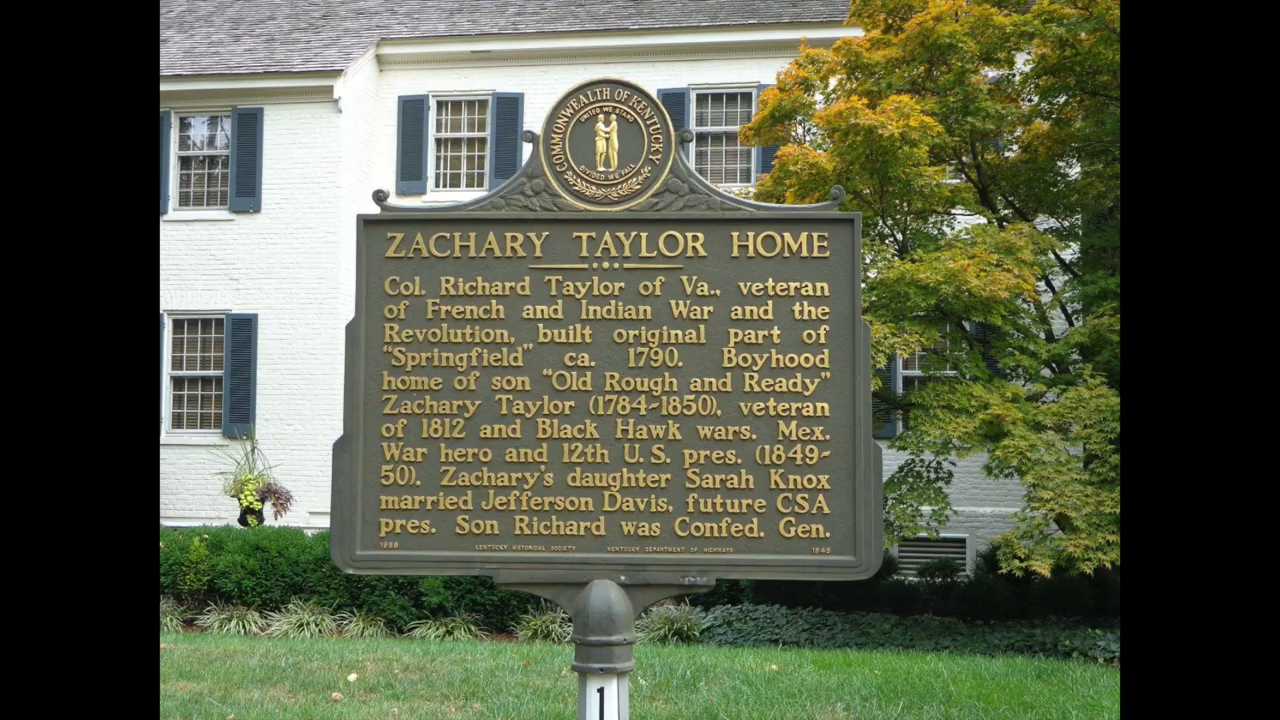 COMMONWEALTH OF KENTUCKY
UNITED WE STAND
DIVIDED WE FALL
ZACHARY TAYLOR HOME
Col. Richard Taylor of Va., veteran
of French and Indian War and the
Revolution, built original part of
"Springfield" ca. 1790. Boyhood
home of son "Old Rough and Ready"
Zachary Taylor (1784-1850), veteran
of 1812 and Black Hawk wars. Mex.
War hero and 12th U.S. pres. (1849-
50). Zachary's daughter Sarah Knox
married Jefferson Davis, future CSA
pres. Son Richard was Confed. Gen.
1989 KENTUCKY HISTORICAL SOCIETY KENTUCKY DEPARTMENT OF HIGHWAYS 1849
1